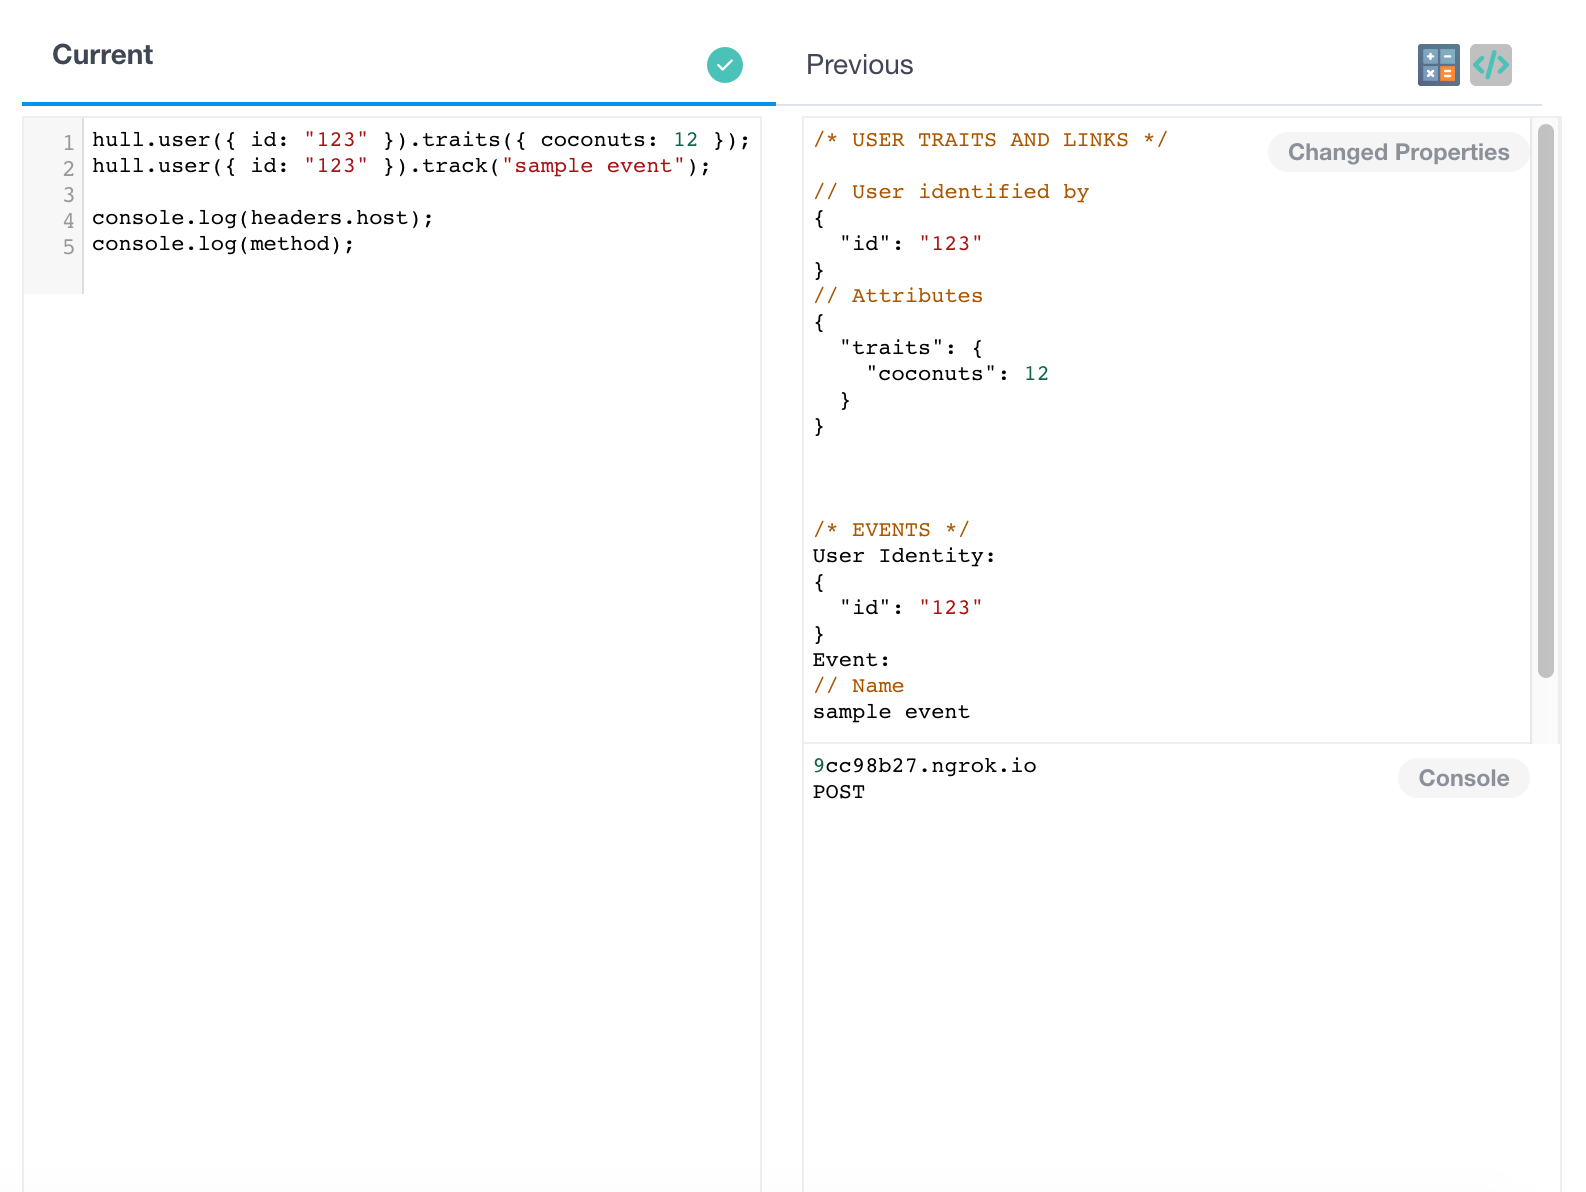 Current
Previous
1 hull.user({ id: "123" }).traits({ coconuts: 12 });
2 hull.user({ id: "123" }).track("sample event");
3
4 console.log(headers.host);
5 console.log(method);
/* USER TRAITS AND LINKS */
Changed Properties
// User identified by
{
  "id": "123"
}
// Attributes
{
  "traits": {
    "coconuts": 12
  }
}
/* EVENTS */
User Identity:
{
  "id": "123"
}
Event:
// Name
sample event
9cc98b27.ngrok.io
Console
POST